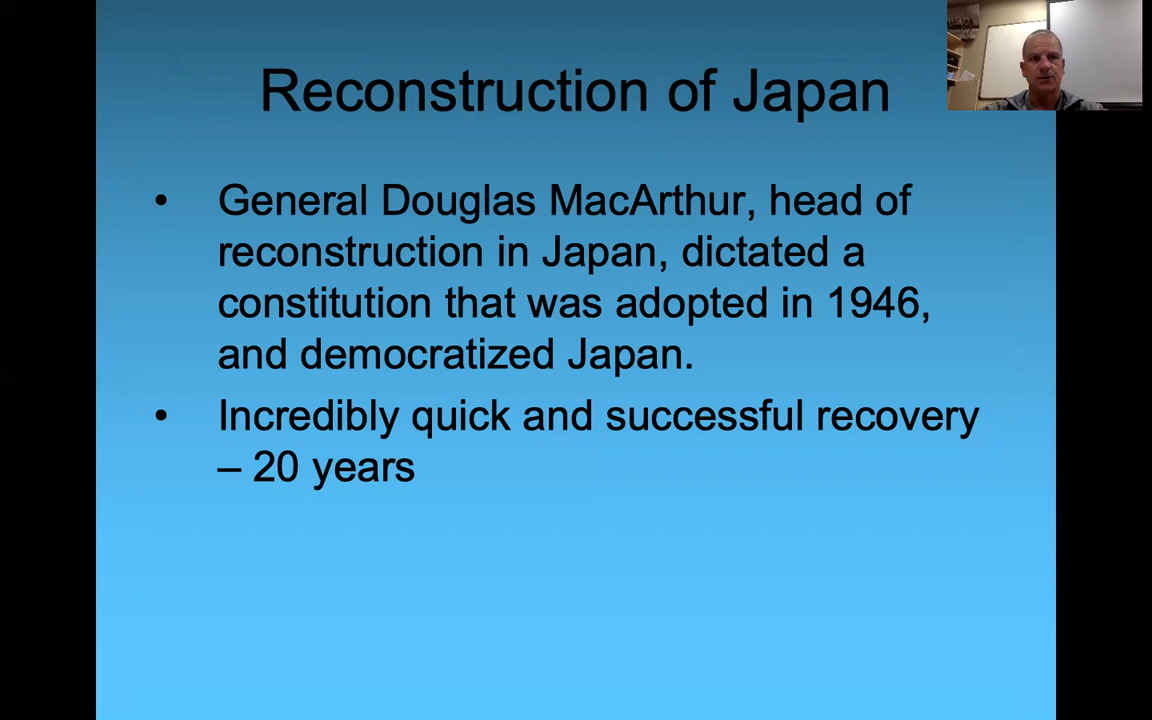 Reconstruction of Japan
• General Douglas MacArthur, head of
reconstruction in Japan, dictated a
constitution that was adopted in 1946,
and democratized Japan.
• Incredibly quick and successful recovery
– 20 years